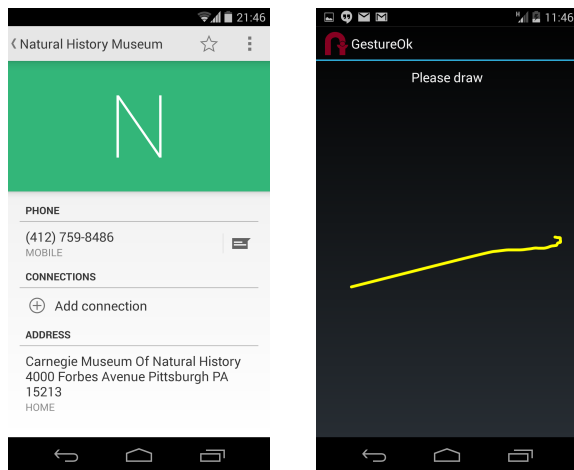 21:46
Natural History Museum
N
PHONE
(412) 759-8486
MOBILE
CONNECTIONS
Add connection
ADDRESS
Carnegie Museum Of Natural History
4000 Forbes Avenue Pittsburgh PA
15213
HOME
H 11:46
GestureOk
Please draw